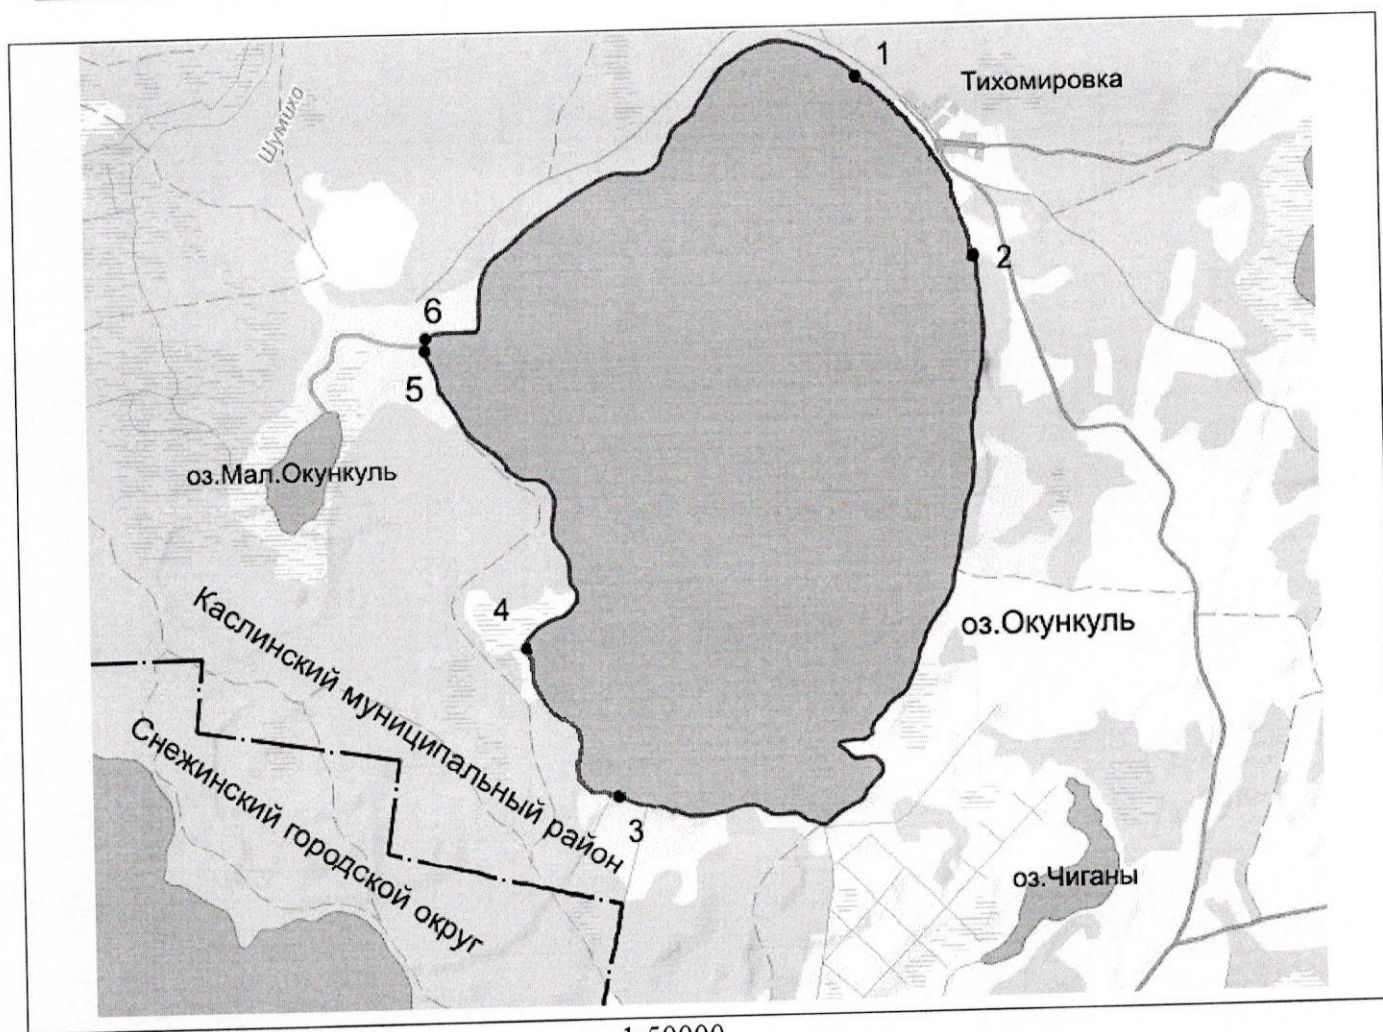 1
Тихомировка
Шумихо
2
6
5
оз.Мал.Окункуль
4
оз.Окункуль
Каслинский муниципальный район
Снежинский городской округ
3
оз.Чиганы
1:50000